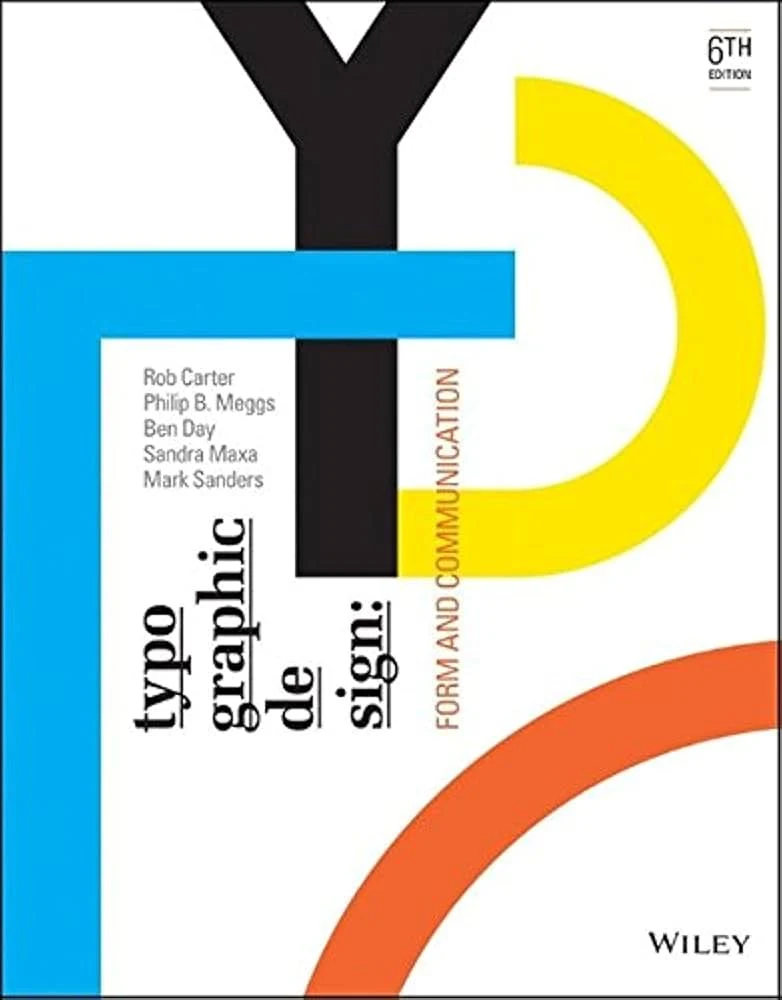 6TH
EDITION
Rob Carter
Philip B. Meggs
Ben Day
Sandra Maxa
Mark Sanders
typo
graphic
de
sign:
FORM AND COMMUNICATION
WILEY